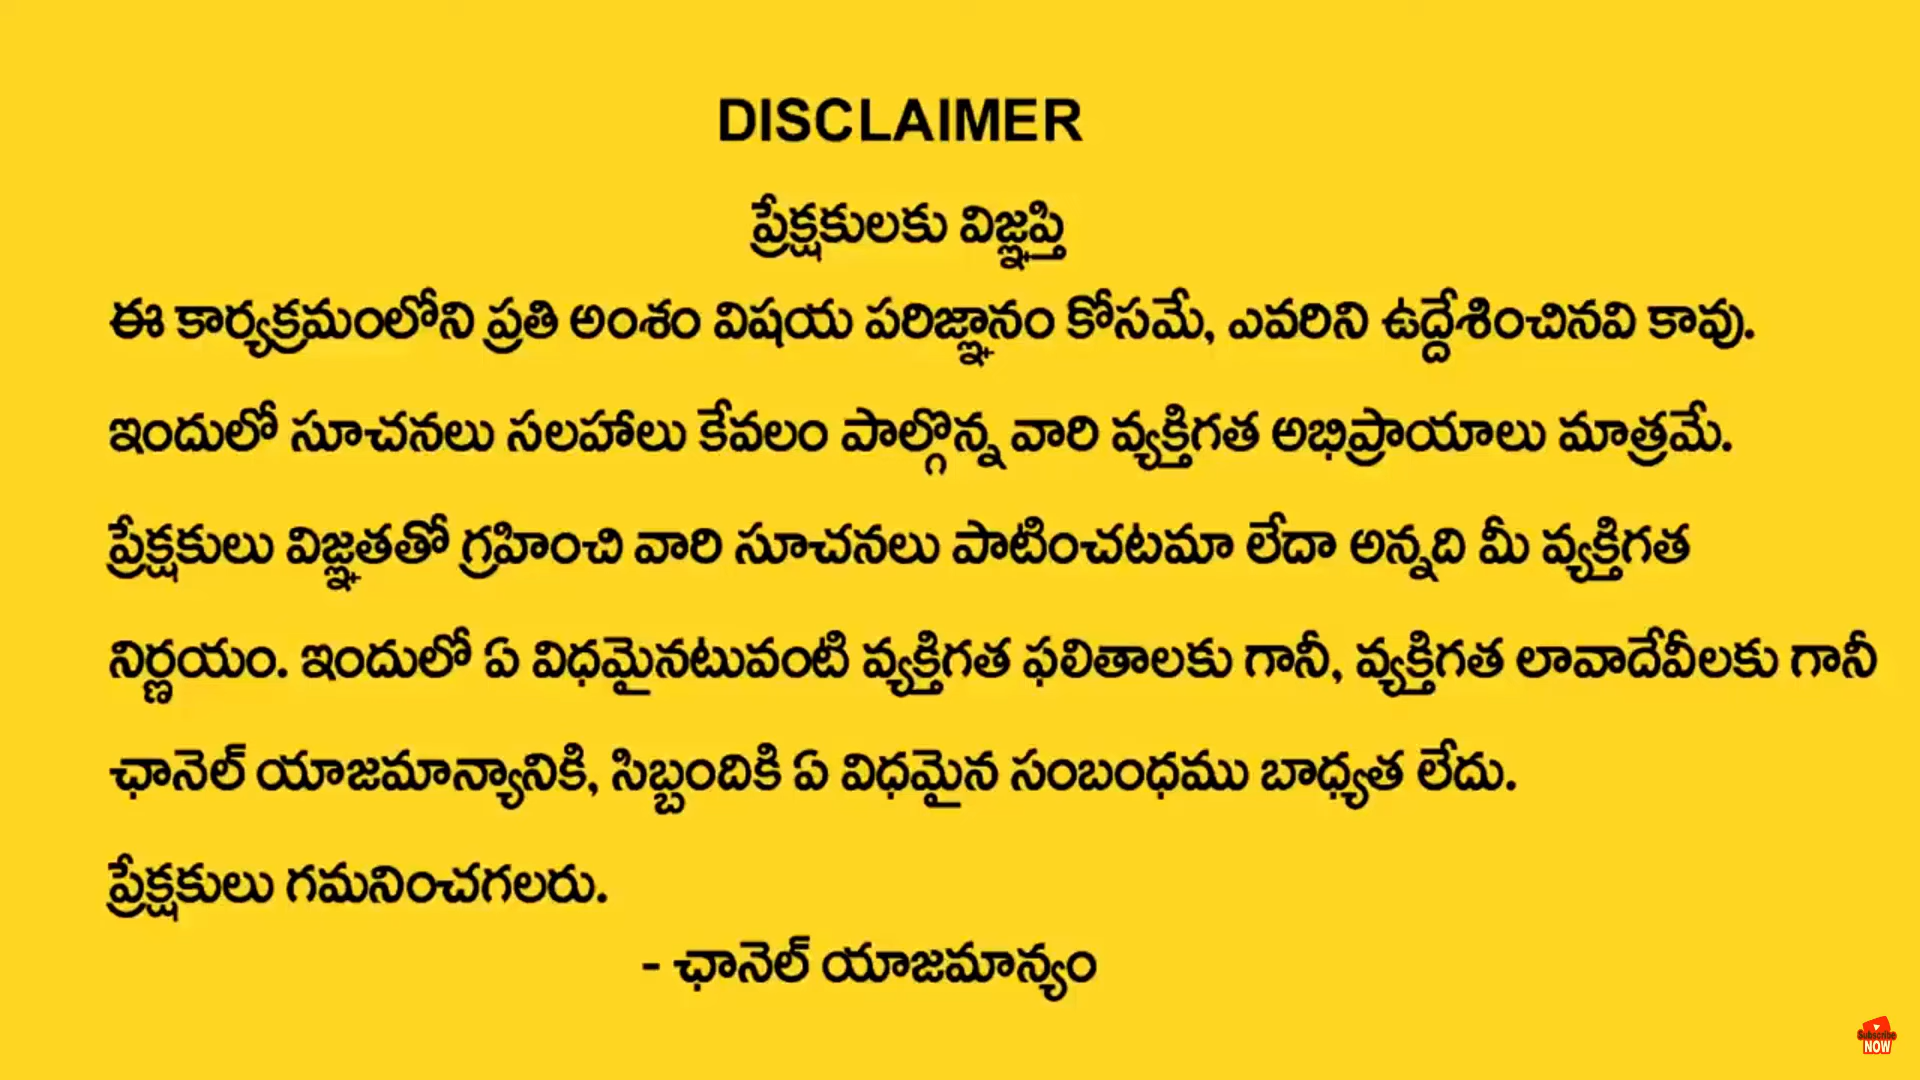 DISCLAIMER
ప్రేక్షకులకు విజ్ఞప్తి
ఈ కార్యక్రమంలోని ప్రతి అంశం విషయ పరిజ్ఞానం కోసమే, ఎవరిని ఉద్దేశించినవి కావు.
ఇందులో సూచనలు సలహాలు కేవలం పాల్గొన్న వారి వ్యక్తిగత అభిప్రాయాలు మాత్రమే.
ప్రేక్షకులు విజ్ఞతతో గ్రహించి వారి సూచనలు పాటించటమా లేదా అన్నది మీ వ్యక్తిగత
నిర్ణయం. ఇందులో ఏ విధమైనటువంటి వ్యక్తిగత ఫలితాలకు గానీ, వ్యక్తిగత లావాదేవీలకు గానీ
ఛానెల్ యాజమాన్యానికి, సిబ్బందికి ఏ విధమైన సంబంధము బాధ్యత లేదు.
ప్రేక్షకులు గమనించగలరు.
- ఛానెల్ యాజమాన్యం
Subscribe
NOW